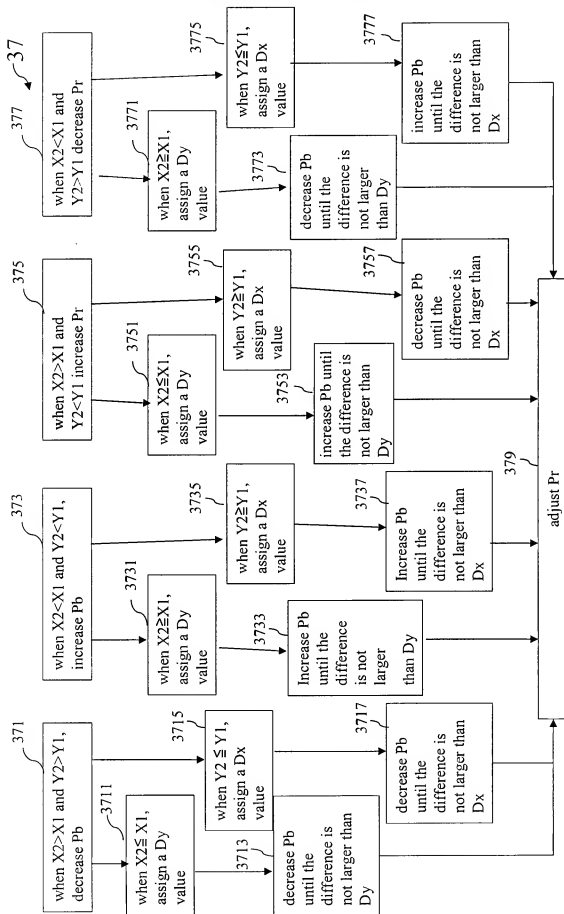 37
371
when X2>X1 and Y2>Y1,
decrease Pb
3711
when X2≦X1,
assign a Dy
value
3713
decrease Pb
until the
difference is
not larger than
Dy
3715
when Y2≦Y1,
assign a Dx
value
3717
decrease Pb
until the
difference is
not larger than
Dx
373
when X2<X1 and Y2<Y1,
increase Pb
3731
when X2≧X1,
assign a Dy
value
3733
Increase Pb
until the
difference
is not
larger
than Dy
3735
when Y2≧Y1,
assign a Dx
value
3737
Increase Pb
until the
difference is
not larger than
Dx
375
when X2>X1 and
Y2<Y1 increase Pr
3751
when X2≦X1,
assign a Dy
value
3753
increase Pb until
the difference is
not larger than
Dy
3755
when Y2≧Y1,
assign a Dx
value
3757
decrease Pb
until the
difference is
not larger than
Dx
377
when X2<X1 and
Y2>Y1 decrease Pr
3771
when X2≧X1,
assign a Dy
value
3773
decrease Pb
until the
difference is
not larger
than Dy
3775
when Y2≦Y1,
assign a Dx
value
3777
increase Pb
until the
difference is
not larger than
Dx
379
adjust Pr